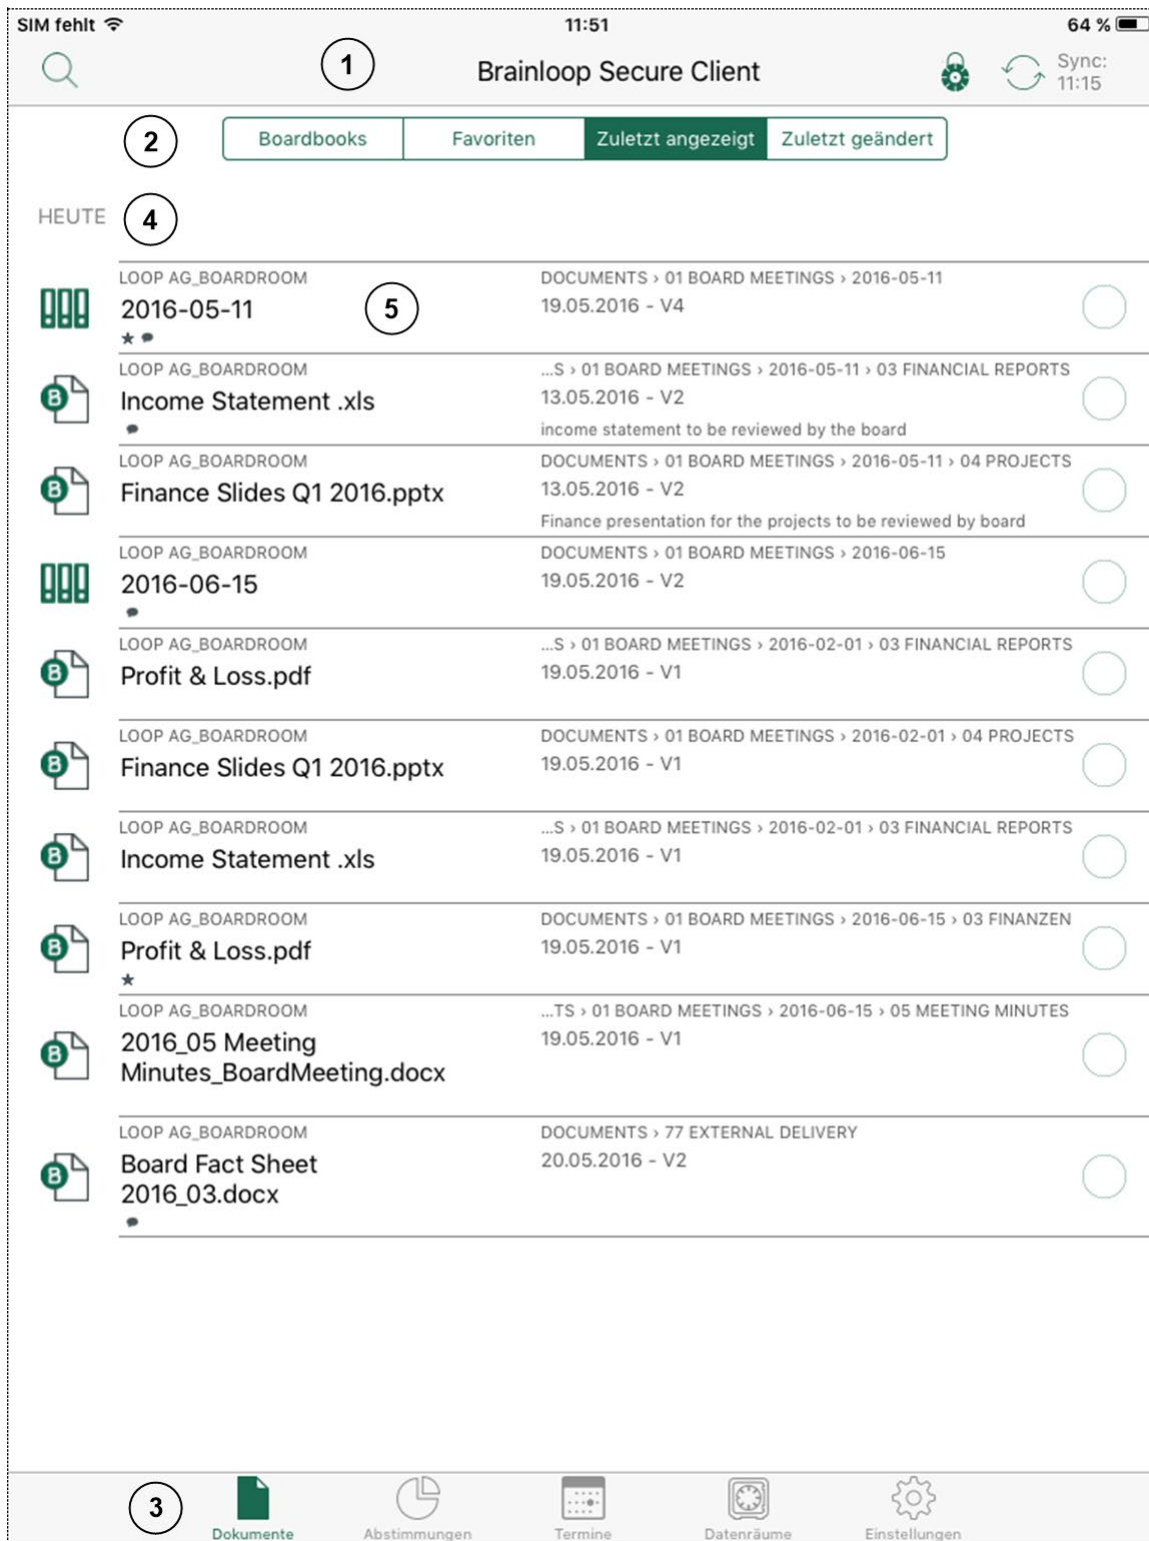 SIM fehlt 11:51 64 %
1 Brainloop Secure Client Sync:
11:15
2 Boardbooks Favoriten Zuletzt angezeigt Zuletzt geändert
HEUTE 4
LOOP AG_BOARDROOM DOCUMENTS › 01 BOARD MEETINGS › 2016-05-11
2016-05-11 5 19.05.2016 - V4
LOOP AG_BOARDROOM ...S › 01 BOARD MEETINGS › 2016-05-11 › 03 FINANCIAL REPORTS
B Income Statement .xls 13.05.2016 - V2
income statement to be reviewed by the board
LOOP AG_BOARDROOM DOCUMENTS › 01 BOARD MEETINGS › 2016-05-11 › 04 PROJECTS
B Finance Slides Q1 2016.pptx 13.05.2016 - V2
Finance presentation for the projects to be reviewed by board
LOOP AG_BOARDROOM DOCUMENTS › 01 BOARD MEETINGS › 2016-06-15
2016-06-15 19.05.2016 - V2
LOOP AG_BOARDROOM ...S › 01 BOARD MEETINGS › 2016-02-01 › 03 FINANCIAL REPORTS
B Profit & Loss.pdf 19.05.2016 - V1
LOOP AG_BOARDROOM DOCUMENTS › 01 BOARD MEETINGS › 2016-02-01 › 04 PROJECTS
B Finance Slides Q1 2016.pptx 19.05.2016 - V1
LOOP AG_BOARDROOM ...S › 01 BOARD MEETINGS › 2016-02-01 › 03 FINANCIAL REPORTS
B Income Statement .xls 19.05.2016 - V1
LOOP AG_BOARDROOM DOCUMENTS › 01 BOARD MEETINGS › 2016-06-15 › 03 FINANZEN
B Profit & Loss.pdf 19.05.2016 - V1
LOOP AG_BOARDROOM ...TS › 01 BOARD MEETINGS › 2016-06-15 › 05 MEETING MINUTES
B 2016_05 Meeting 19.05.2016 - V1
Minutes_BoardMeeting.docx
LOOP AG_BOARDROOM DOCUMENTS › 77 EXTERNAL DELIVERY
B Board Fact Sheet 20.05.2016 - V2
2016_03.docx
3 Dokumente Abstimmungen Termine Datenräume Einstellungen